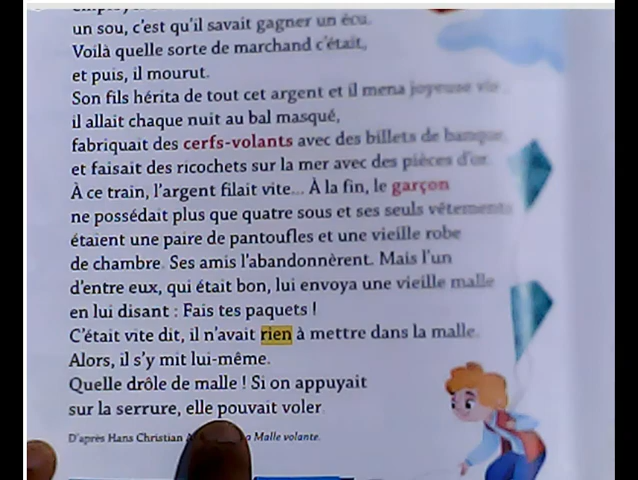 un sou, c'est qu'il savait gagner un écu.
Voilà quelle sorte de marchand c'était,
et puis, il mourut.
Son fils hérita de tout cet argent et il mena joyeuse vie
il allait chaque nuit au bal masqué,
fabriquait des cerfs-volants avec des billets de banque
et faisait des ricochets sur la mer avec des pièces d'or.
À ce train, l'argent filait vite... À la fin, le garçon
ne possédait plus que quatre sous et ses seuls vêtements
étaient une paire de pantoufles et une vieille robe
de chambre. Ses amis l'abandonnèrent. Mais l'un
d'entre eux, qui était bon, lui envoya une vieille malle
en lui disant : Fais tes paquets !
C'était vite dit, il n'avait rien à mettre dans la malle.
Alors, il s'y mit lui-même.
Quelle drôle de malle ! Si on appuyait
sur la serrure, elle pouvait voler
D'après Hans Christian Malle volante.